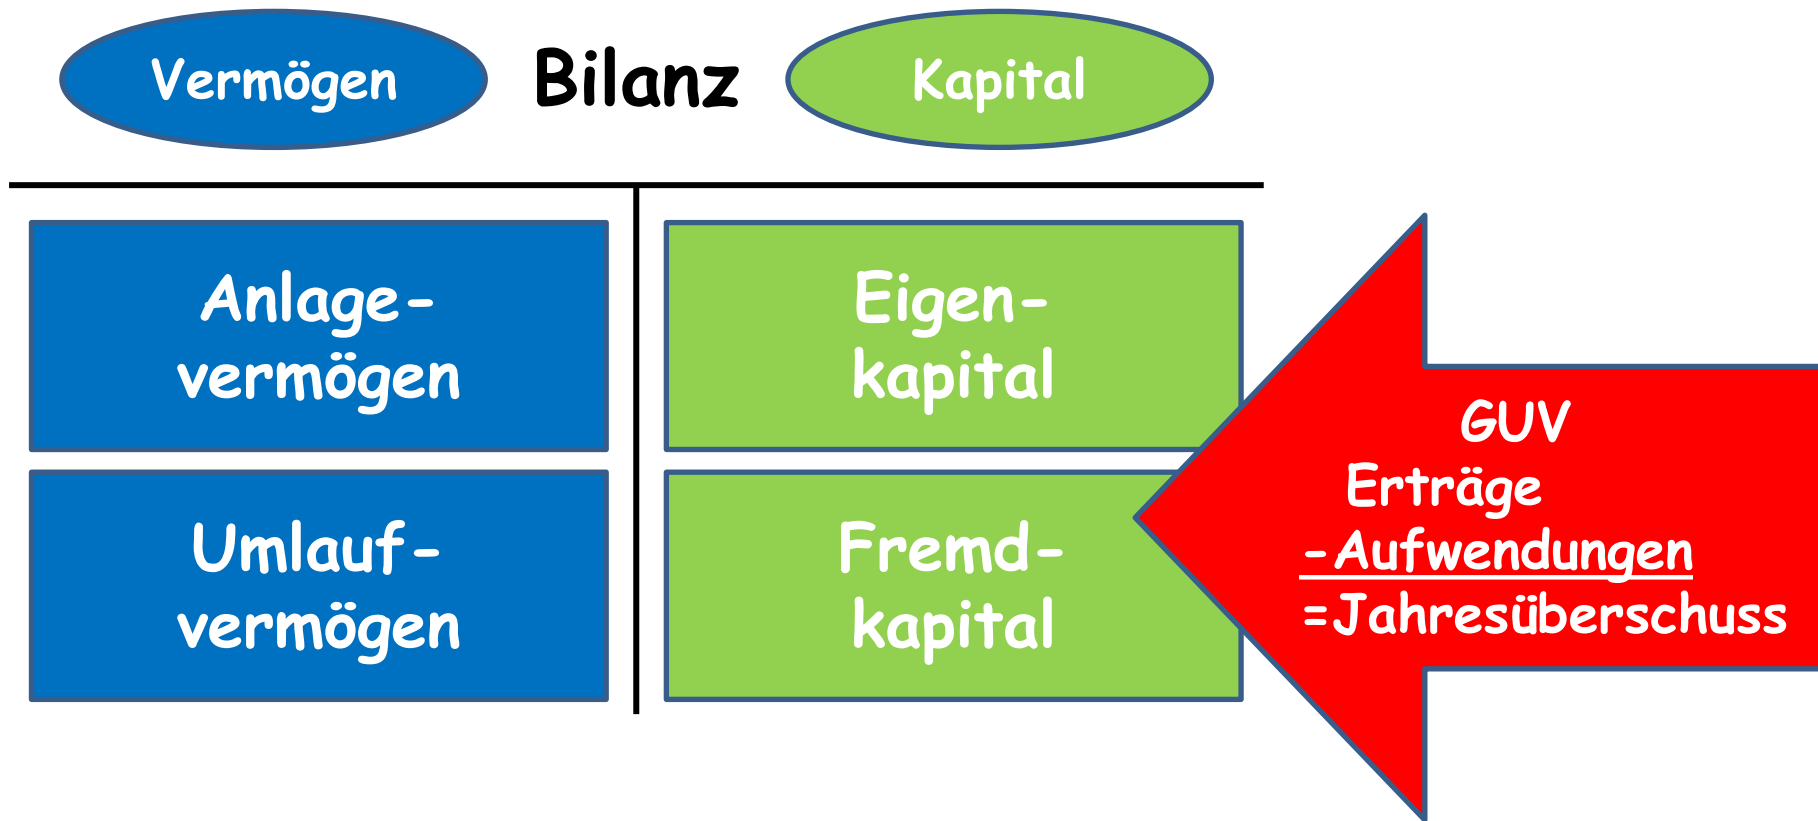 Vermögen
Bilanz
Kapital
Anlage-
vermögen
Eigen-
kapital
Umlauf-
vermögen
Fremd-
kapital
GUV
Erträge
-Aufwendungen
=Jahresüberschuss